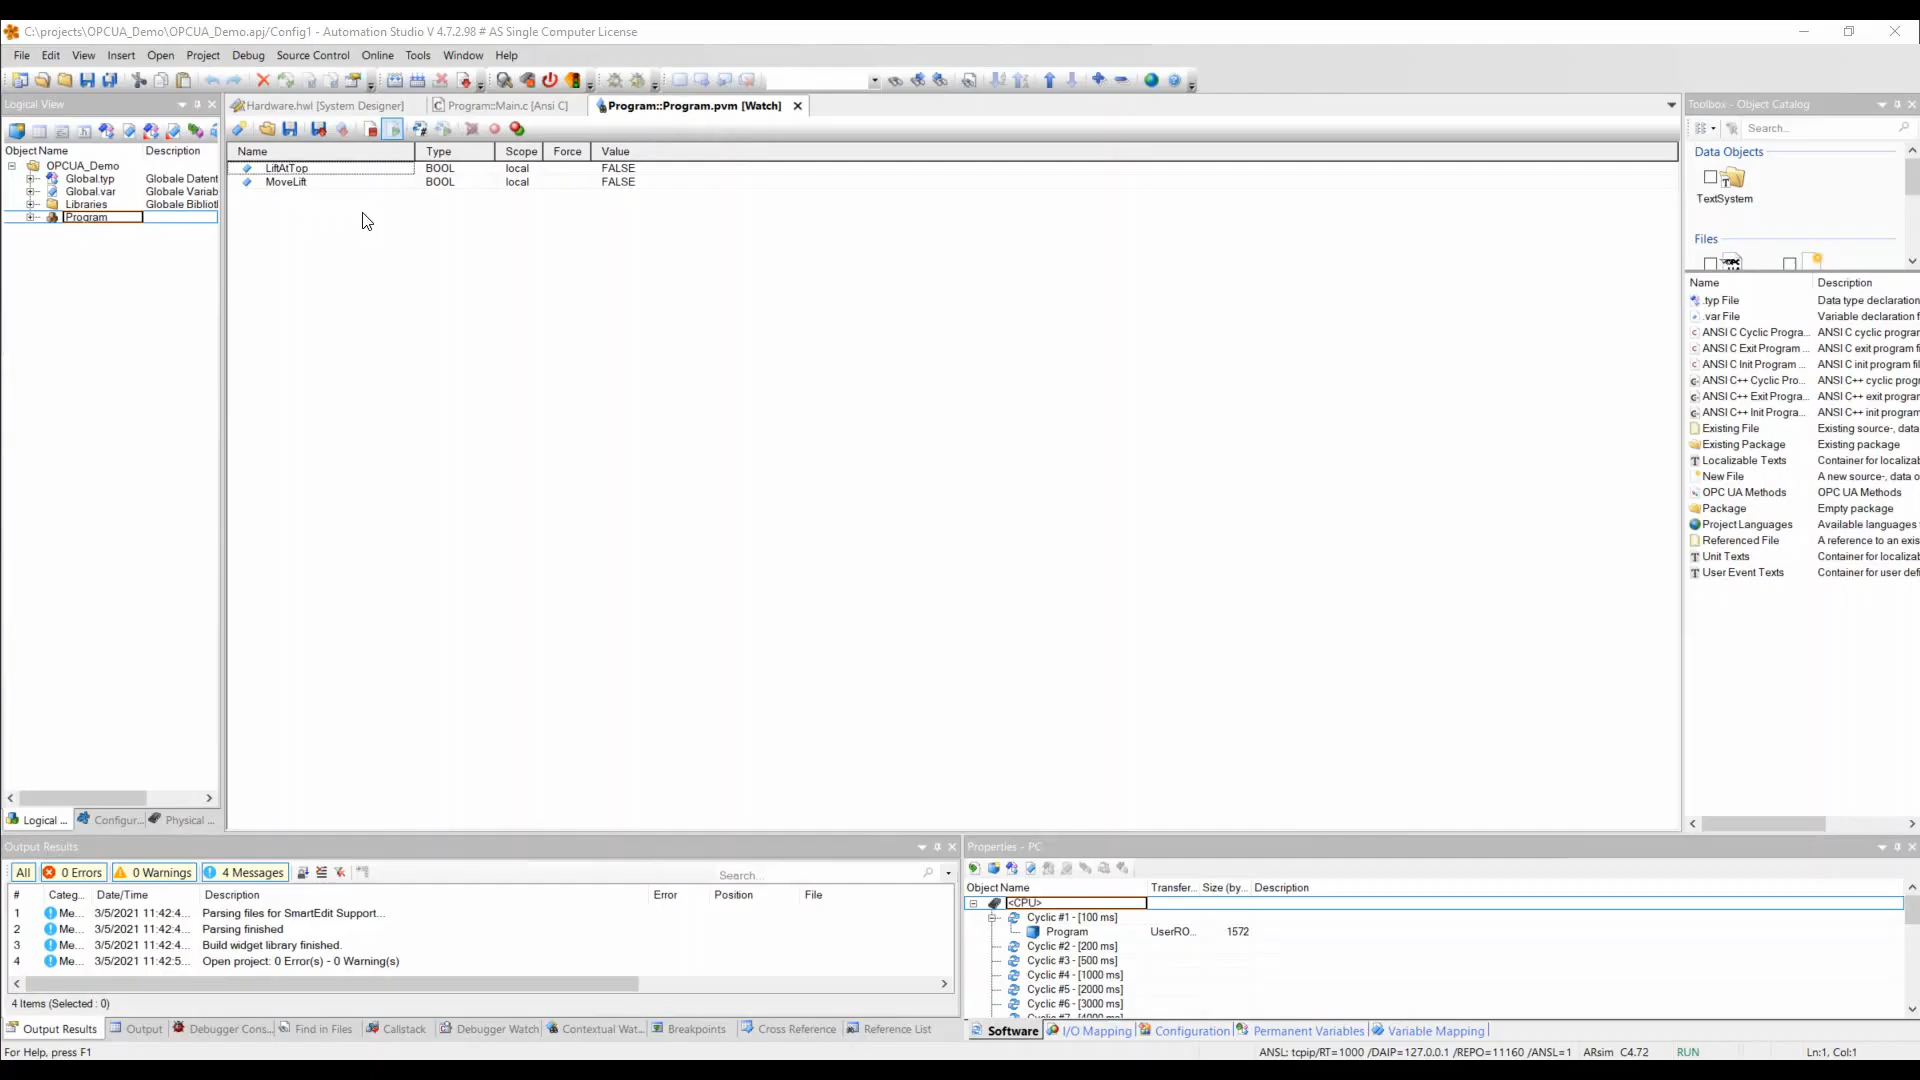 C:\projects\OPCUA_Demo\OPCUA_Demo.apj/Config1 - Automation Studio V 4.7.2.98 # AS Single Computer License
File Edit View Insert Open Project Debug Source Control Online Tools Window Help
Logical View
Hardware.hwl [System Designer]
Program::Main.c [Ansi C]
Program::Program.pvm [Watch]
Toolbox - Object Catalog
Search...
Object Name Description
OPCUA_Demo
Global.typ Globale Datent
Global.var Globale Variab
Libraries Globale Bibliotl
Program
Name Type Scope Force Value
LiftAtTop BOOL local FALSE
MoveLift BOOL local FALSE
Data Objects
TextSystem
Files
Name Description
.typ File Data type declaration
.var File Variable declaration f
ANSI C Cyclic Progra... ANSI C cyclic progran
ANSI C Exit Program ... ANSI C exit program fi
ANSI C Init Program ... ANSI C init program fil
ANSI C++ Cyclic Pro... ANSI C++ cyclic progr
ANSI C++ Exit Progra... ANSI C++ exit program
ANSI C++ Init Progra... ANSI C++ init program
Existing File Existing source-, data
Existing Package Existing package
Localizable Texts Container for localiza
New File A new source-, data o
OPC UA Methods OPC UA Methods
Package Empty package
Project Languages Available languages
Referenced File A reference to an exis
Unit Texts Container for localiza
User Event Texts Container for user defi
Logical ... Configur... Physical ...
Output Results
All 0 Errors 0 Warnings 4 Messages Search...
# Categ... Date/Time Description Error Position File
1 Me... 3/5/2021 11:42:4... Parsing files for SmartEdit Support...
2 Me... 3/5/2021 11:42:4... Parsing finished
3 Me... 3/5/2021 11:42:4... Build widget library finished.
4 Me... 3/5/2021 11:42:5... Open project: 0 Error(s) - 0 Warning(s)
4 Items (Selected : 0)
Output Results Output Debugger Cons... Find in Files Callstack Debugger Watch Contextual Wat... Breakpoints Cross Reference Reference List
Properties - PC
Object Name Transfer... Size (by... Description
<CPU>
Cyclic #1 - [100 ms]
Program UserRO... 1572
Cyclic #2 - [200 ms]
Cyclic #3 - [500 ms]
Cyclic #4 - [1000 ms]
Cyclic #5 - [2000 ms]
Cyclic #6 - [3000 ms]
Cyclic #7 - [4000 ms]
Software I/O Mapping Configuration Permanent Variables Variable Mapping
For Help, press F1
ANSL: tcpip/RT=1000 /DAIP=127.0.0.1 /REPO=11160 /ANSL=1 ARsim C4.72 RUN Ln:1, Col:1